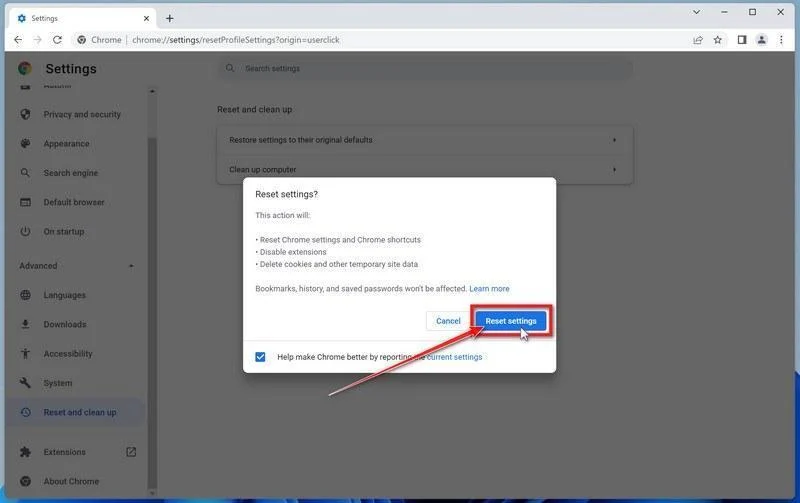 Settings
Chrome
chrome://settings/resetProfileSettings?origin=userclick
Settings
Search settings
Privacy and security
Appearance
Search engine
Default browser
On startup
Advanced
Languages
Downloads
Accessibility
System
Reset and clean up
Extensions
About Chrome
Reset and clean up
Restore settings to their original defaults
Clean up computer
Reset settings?
This action will:
• Reset Chrome settings and Chrome shortcuts
• Disable extensions
• Delete cookies and other temporary site data
Bookmarks, history, and saved passwords won't be affected. Learn more
Cancel
Reset settings
Help make Chrome better by reporting the current settings